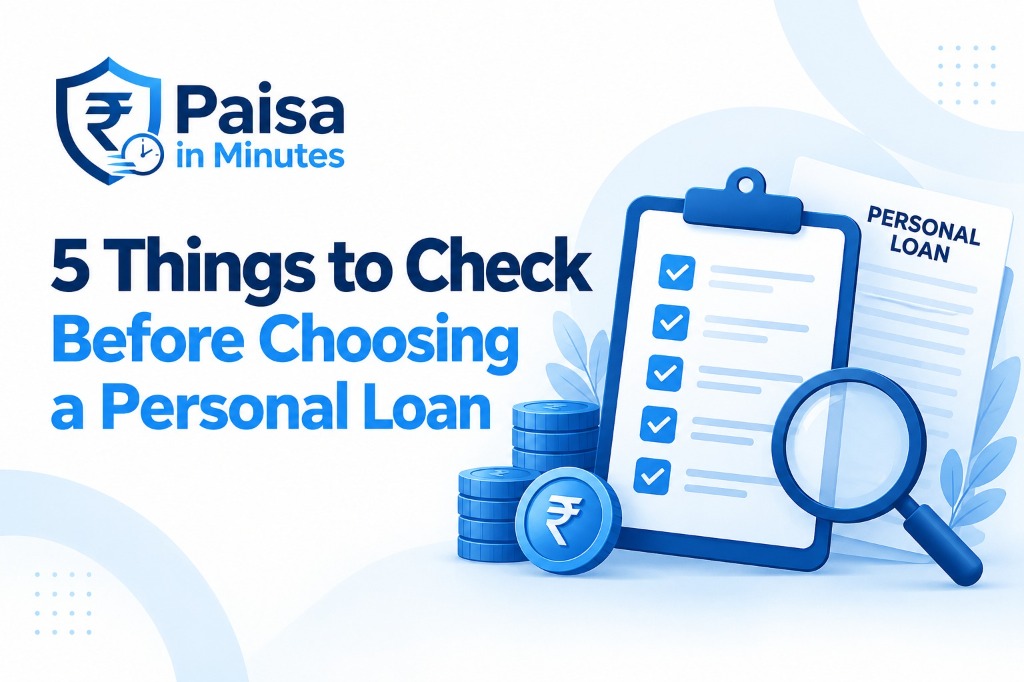 ₹ Paisa
in Minutes
5 Things to Check
Before Choosing
a Personal Loan
PERSONAL
LOAN
₹